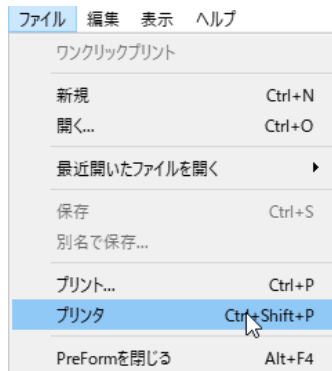 ファイル 編集 表示 ヘルプ
ワンクリックプリント
新規 Ctrl+N
開く... Ctrl+O
最近開いたファイルを開く
保存 Ctrl+S
別名で保存...
プリント... Ctrl+P
プリンタ Ctrl+Shift+P
PreFormを閉じる Alt+F4